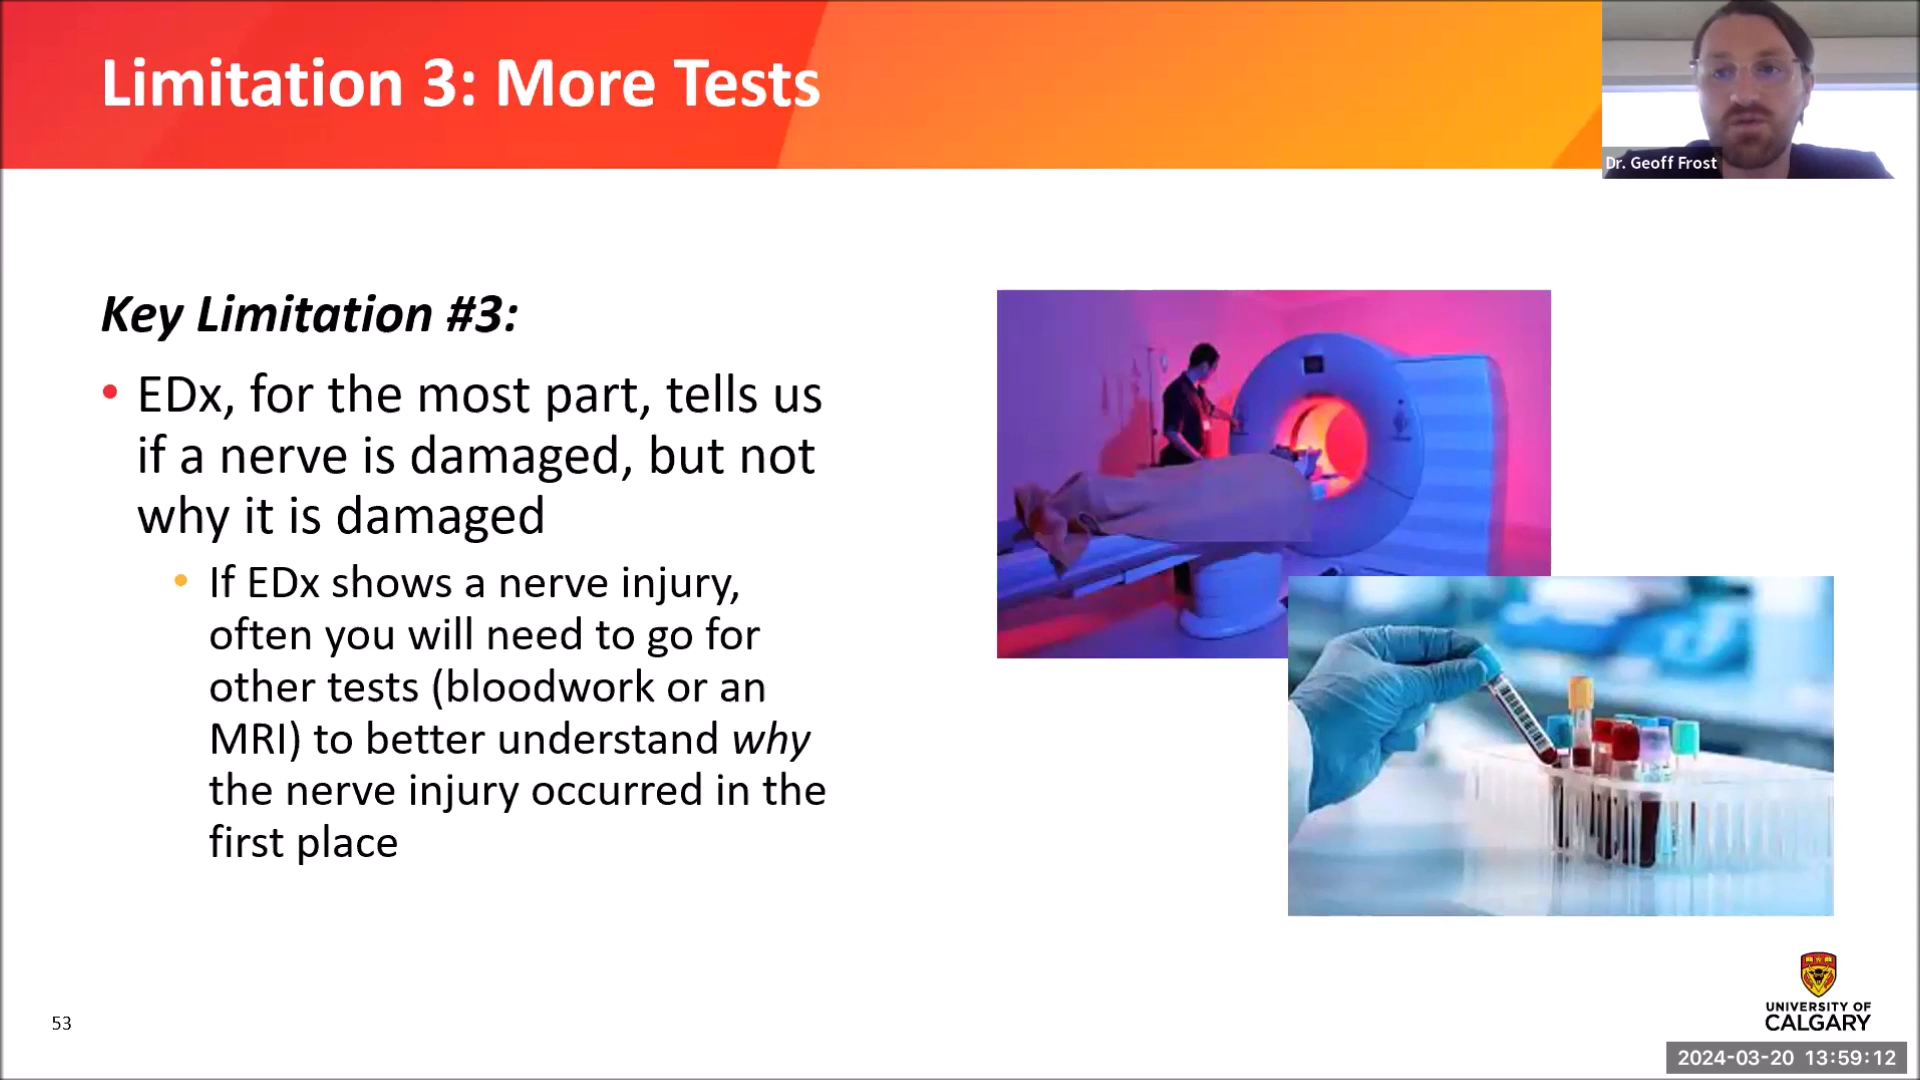 Limitation 3: More Tests
Dr. Geoff Frost
Key Limitation #3:
• EDx, for the most part, tells us
if a nerve is damaged, but not
why it is damaged
• If EDx shows a nerve injury,
often you will need to go for
other tests (bloodwork or an
MRI) to better understand why
the nerve injury occurred in the
first place
53
UNIVERSITY OF
CALGARY
2024-03-20 13:59:12